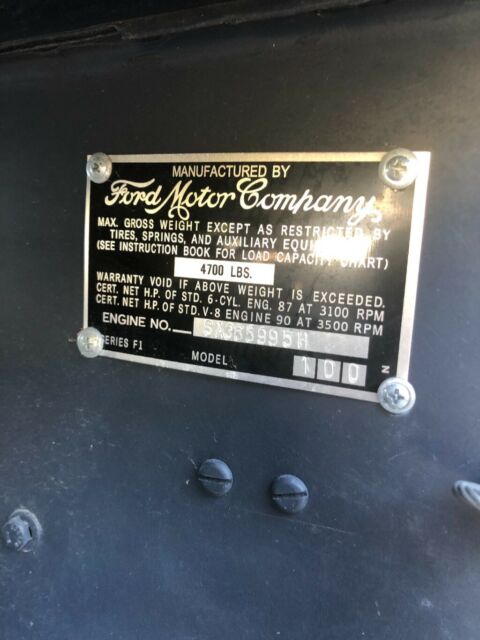 MANUFACTURED BY
Ford Motor Company
MAX. GROSS WEIGHT EXCEPT AS RESTRICTED BY
TIRES, SPRINGS, AND AUXILIARY
(SEE INSTRUCTION BOOK FOR LOAD CAPACITY CHART)
4700 LBS.
WARRANTY VOID IF ABOVE WEIGHT IS EXCEEDED.
CERT. NET H.P. OF STD. 6-CYL. ENG. 87 AT 3100 RPM
CERT. NET H.P. OF STD. V-8 ENGINE 90 AT 3500 RPM
ENGINE NO.
SERIES F1 MODEL 100 N